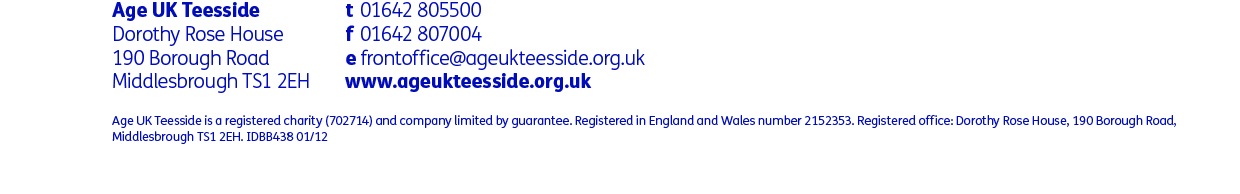 Age UK Teesside
Dorothy Rose House
190 Borough Road
Middlesbrough TS1 2EH
t 01642 805500
f 01642 807004
e frontoffice@ageukteesside.org.uk
www.ageukteesside.org.uk
Age UK Teesside is a registered charity (702714) and company limited by guarantee. Registered in England and Wales number 2152353. Registered office: Dorothy Rose House, 190 Borough Road,
Middlesbrough TS1 2EH. IDBB438 01/12